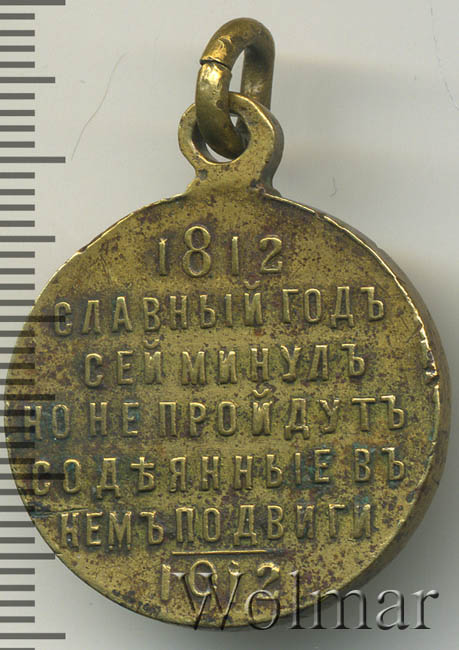 1812
СЛАВНЫЙ ГОДЪ
СЕЙ МИНУЛЪ
НО НЕ ПРОЙДУТЪ
СОДѢЯННЫЕ ВЪ
НЕМЪ ПОДВИГИ
1912
Wolmar